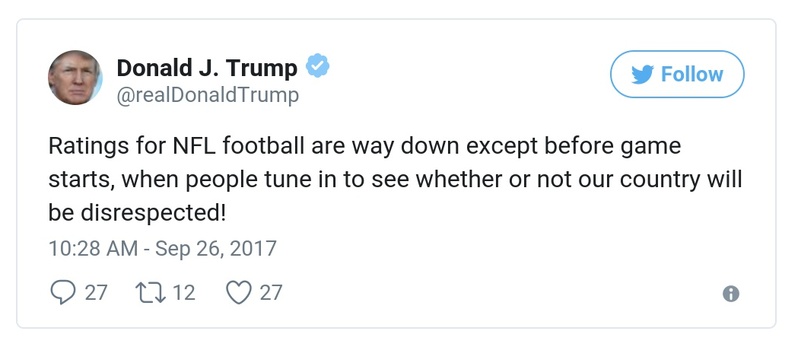 Donald J. Trump
Follow
@realDonaldTrump
Ratings for NFL football are way down except before game
starts, when people tune in to see whether or not our country will
be disrespected!
10:28 AM - Sep 26, 2017
27 12 27